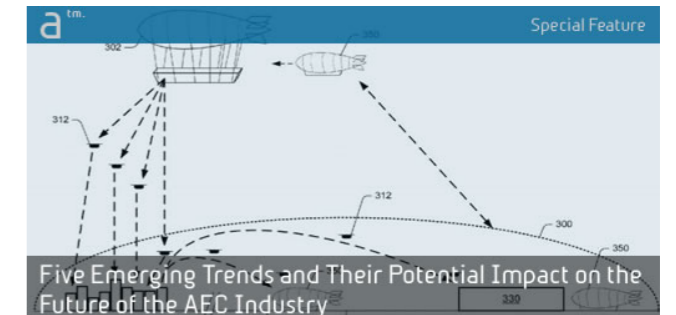 a™.
Special Feature
302
350
312
312
300
350
Five Emerging Trends and Their Potential Impact on the
Future of the AEC Industry
330